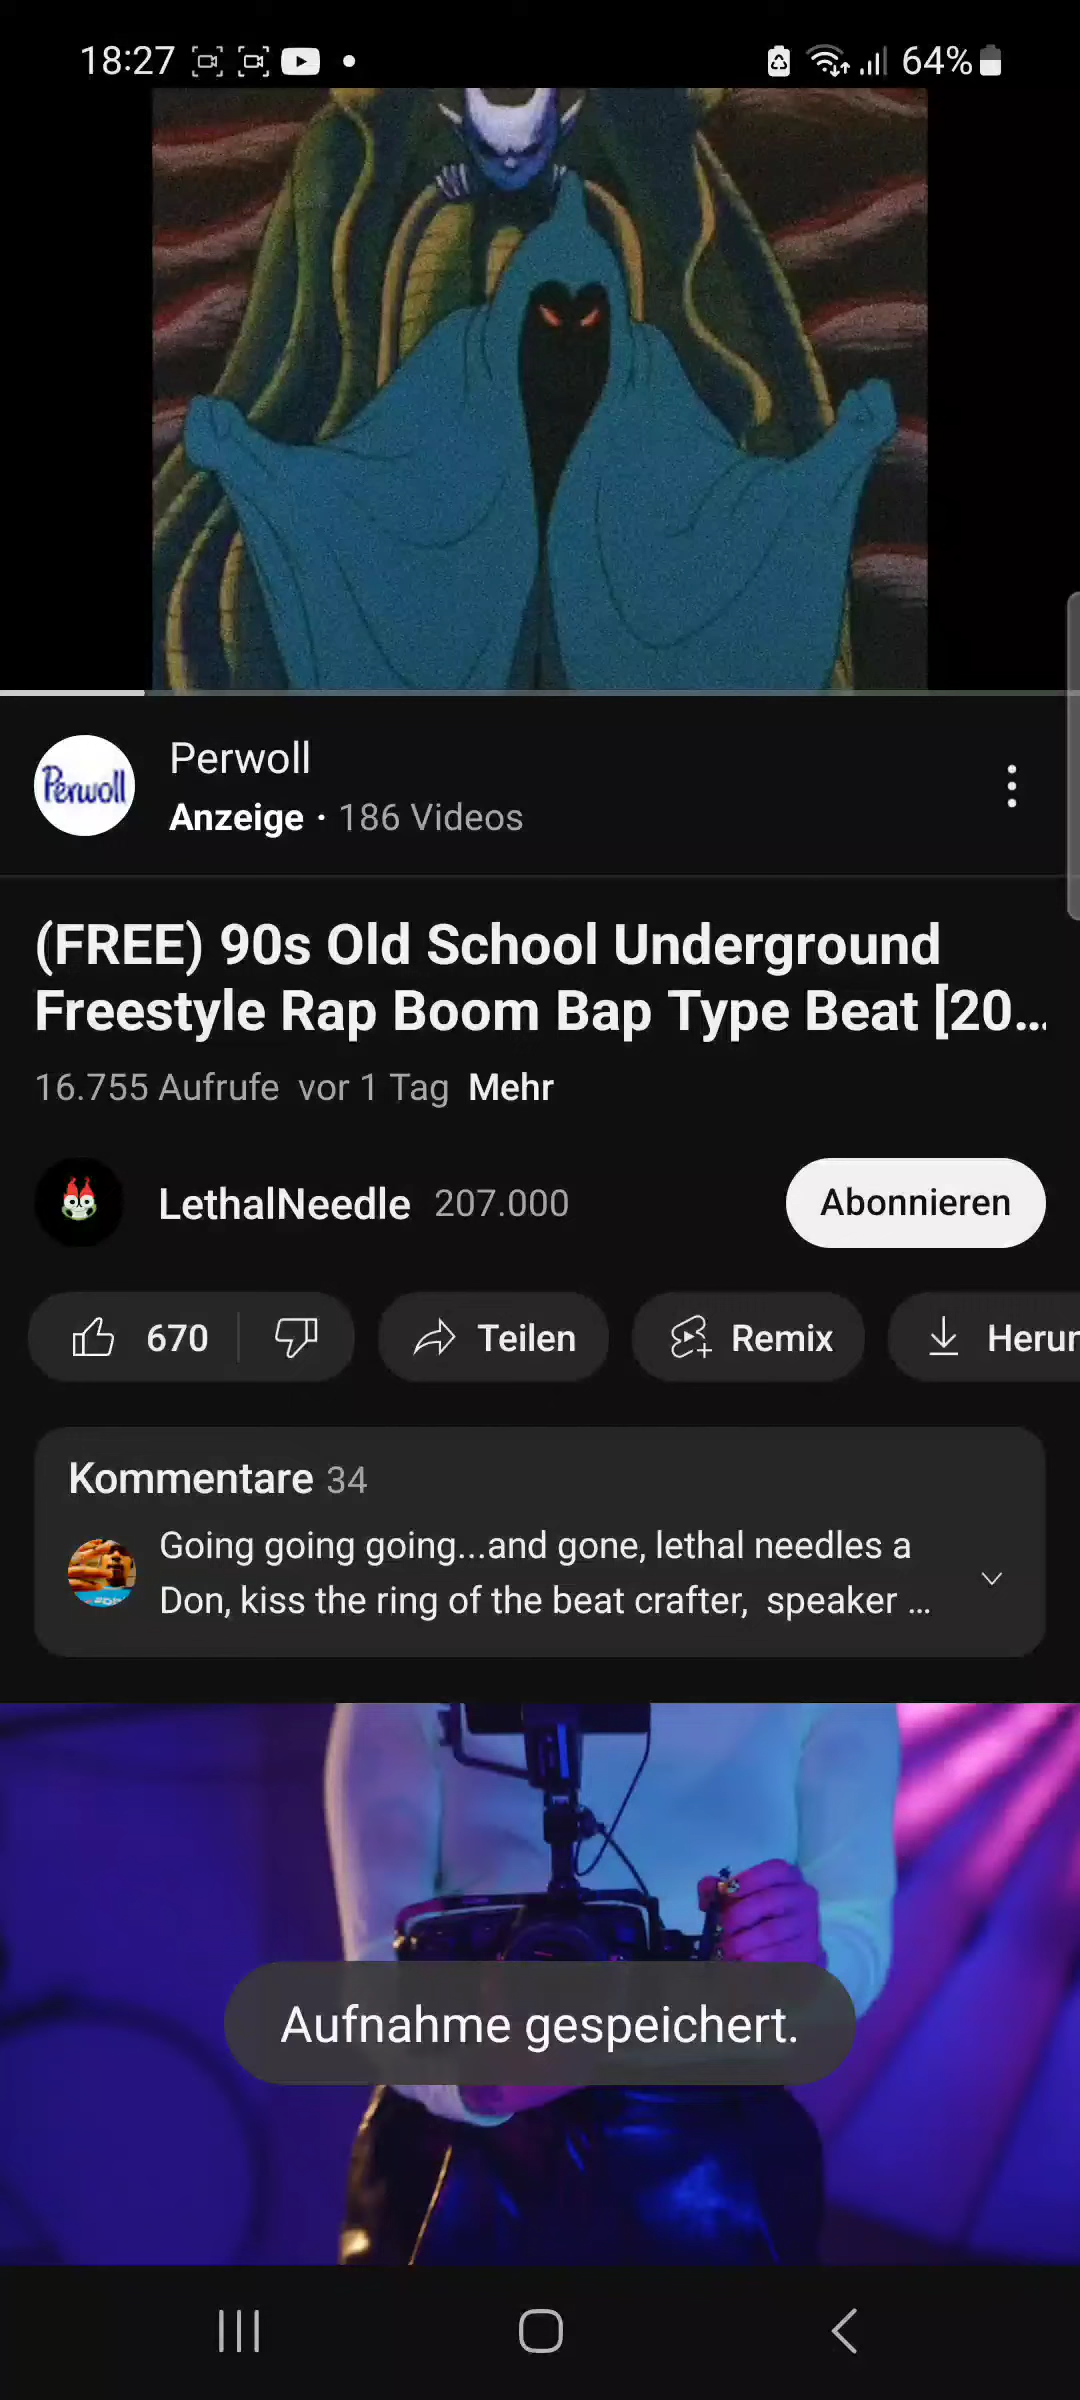 18:27
64%
Perwoll
Perwoll
Anzeige · 186 Videos
(FREE) 90s Old School Underground
Freestyle Rap Boom Bap Type Beat [20…
16.755 Aufrufe vor 1 Tag Mehr
LethalNeedle 207.000
Abonnieren
670
Teilen
Remix
Herun
Kommentare 34
Going going going...and gone, lethal needles a
Don, kiss the ring of the beat crafter, speaker ...
Aufnahme gespeichert.